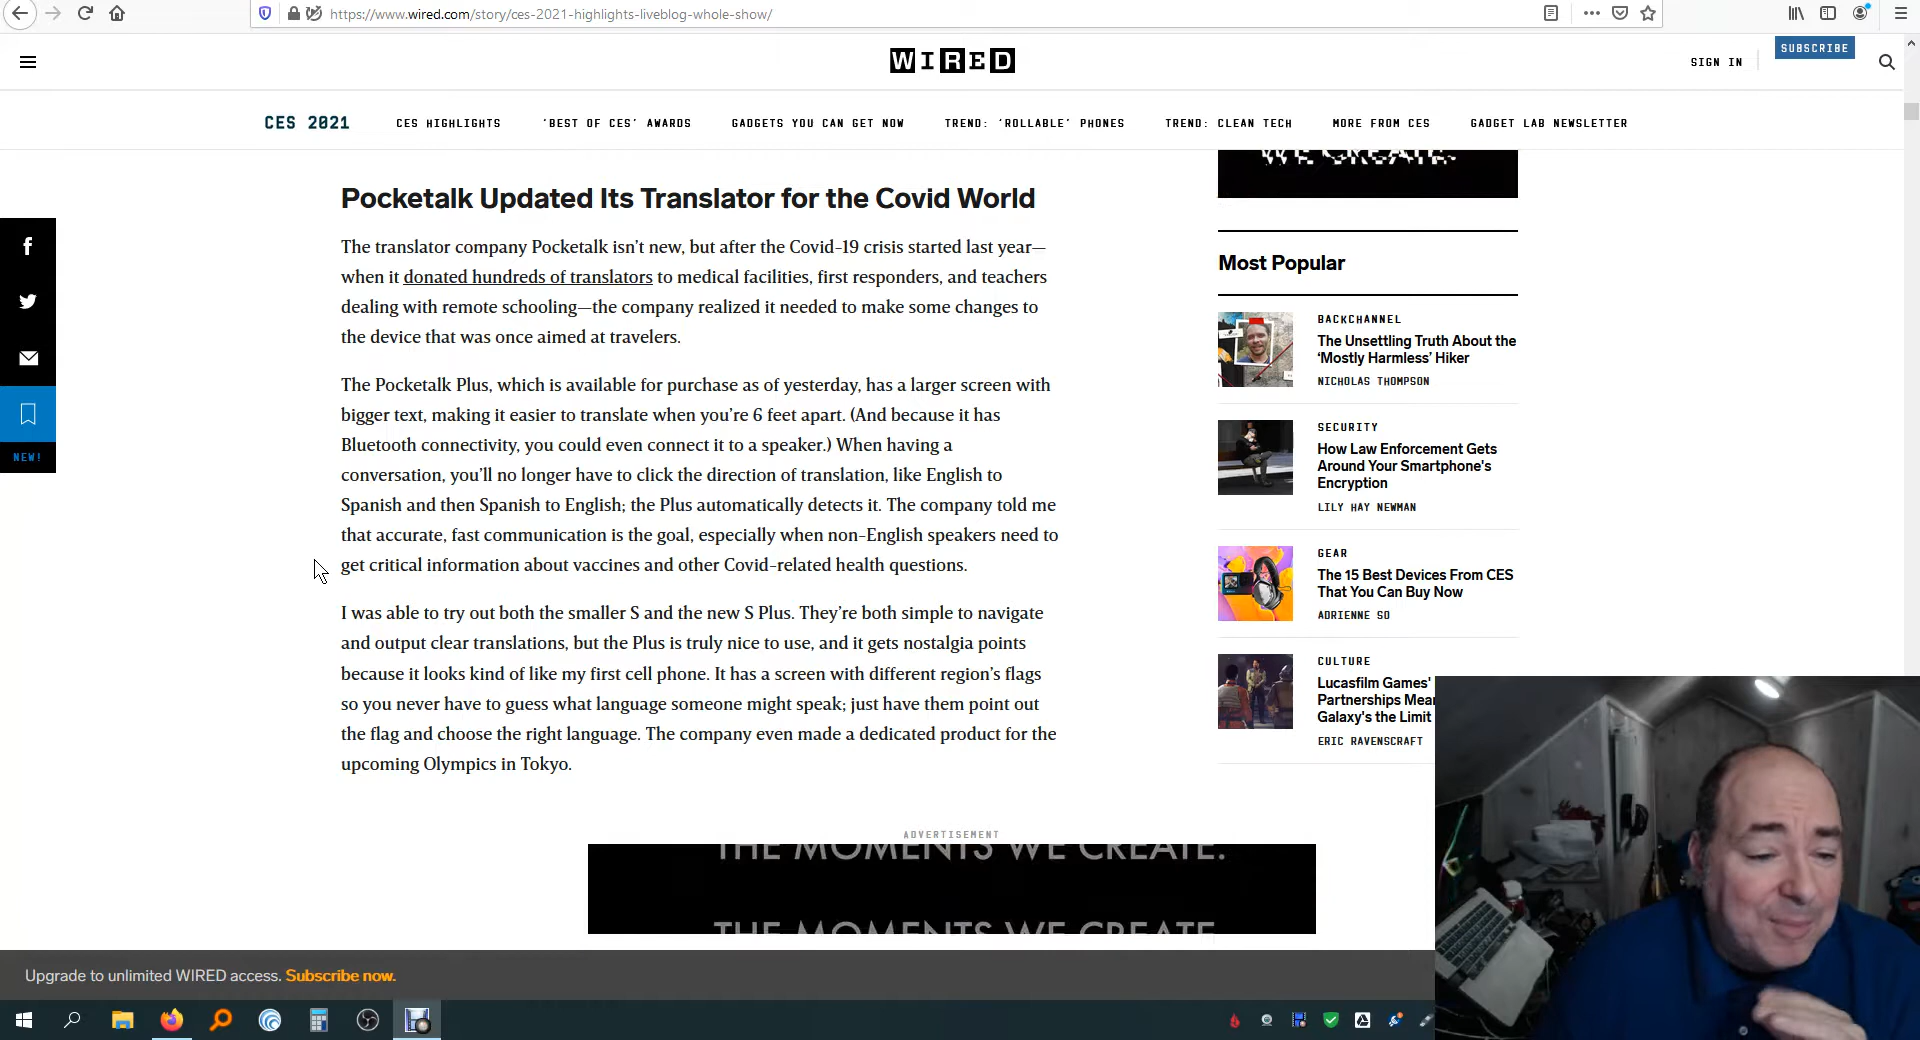 https://www.wired.com/story/ces-2021-highlights-liveblog-whole-show/
WIRED
SIGN IN
SUBSCRIBE
CES 2021
CES HIGHLIGHTS
'BEST OF CES' AWARDS
GADGETS YOU CAN GET NOW
TREND: 'ROLLABLE' PHONES
TREND: CLEAN TECH
MORE FROM CES
GADGET LAB NEWSLETTER
NEW!
Pocketalk Updated Its Translator for the Covid World
The translator company Pocketalk isn't new, but after the Covid-19 crisis started last year—
when it donated hundreds of translators to medical facilities, first responders, and teachers
dealing with remote schooling—the company realized it needed to make some changes to
the device that was once aimed at travelers.
The Pocketalk Plus, which is available for purchase as of yesterday, has a larger screen with
bigger text, making it easier to translate when you're 6 feet apart. (And because it has
Bluetooth connectivity, you could even connect it to a speaker.) When having a
conversation, you'll no longer have to click the direction of translation, like English to
Spanish and then Spanish to English; the Plus automatically detects it. The company told me
that accurate, fast communication is the goal, especially when non-English speakers need to
get critical information about vaccines and other Covid-related health questions.
I was able to try out both the smaller S and the new S Plus. They're both simple to navigate
and output clear translations, but the Plus is truly nice to use, and it gets nostalgia points
because it looks kind of like my first cell phone. It has a screen with different region's flags
so you never have to guess what language someone might speak; just have them point out
the flag and choose the right language. The company even made a dedicated product for the
upcoming Olympics in Tokyo.
WE CREATE.
Most Popular
BACKCHANNEL
The Unsettling Truth About the
'Mostly Harmless' Hiker
NICHOLAS THOMPSON
SECURITY
How Law Enforcement Gets
Around Your Smartphone's
Encryption
LILY HAY NEWMAN
GEAR
The 15 Best Devices From CES
That You Can Buy Now
ADRIENNE SO
CULTURE
Lucasfilm Games'
Partnerships Mean
Galaxy's the Limit
ERIC RAVENSCRAFT
ADVERTISEMENT
THE MOMENTS WE CREATE.
THE MOMENTS WE CREATE
Upgrade to unlimited WIRED access. Subscribe now.